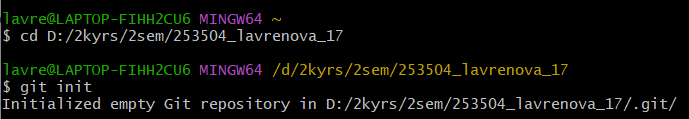 lavre@LAPTOP-FIHH2CU6 MINGW64 ~
$ cd D:/2kyrs/2sem/253504_lavrenova_17
lavre@LAPTOP-FIHH2CU6 MINGW64 /d/2kyrs/2sem/253504_lavrenova_17
$ git init
Initialized empty Git repository in D:/2kyrs/2sem/253504_lavrenova_17/.git/